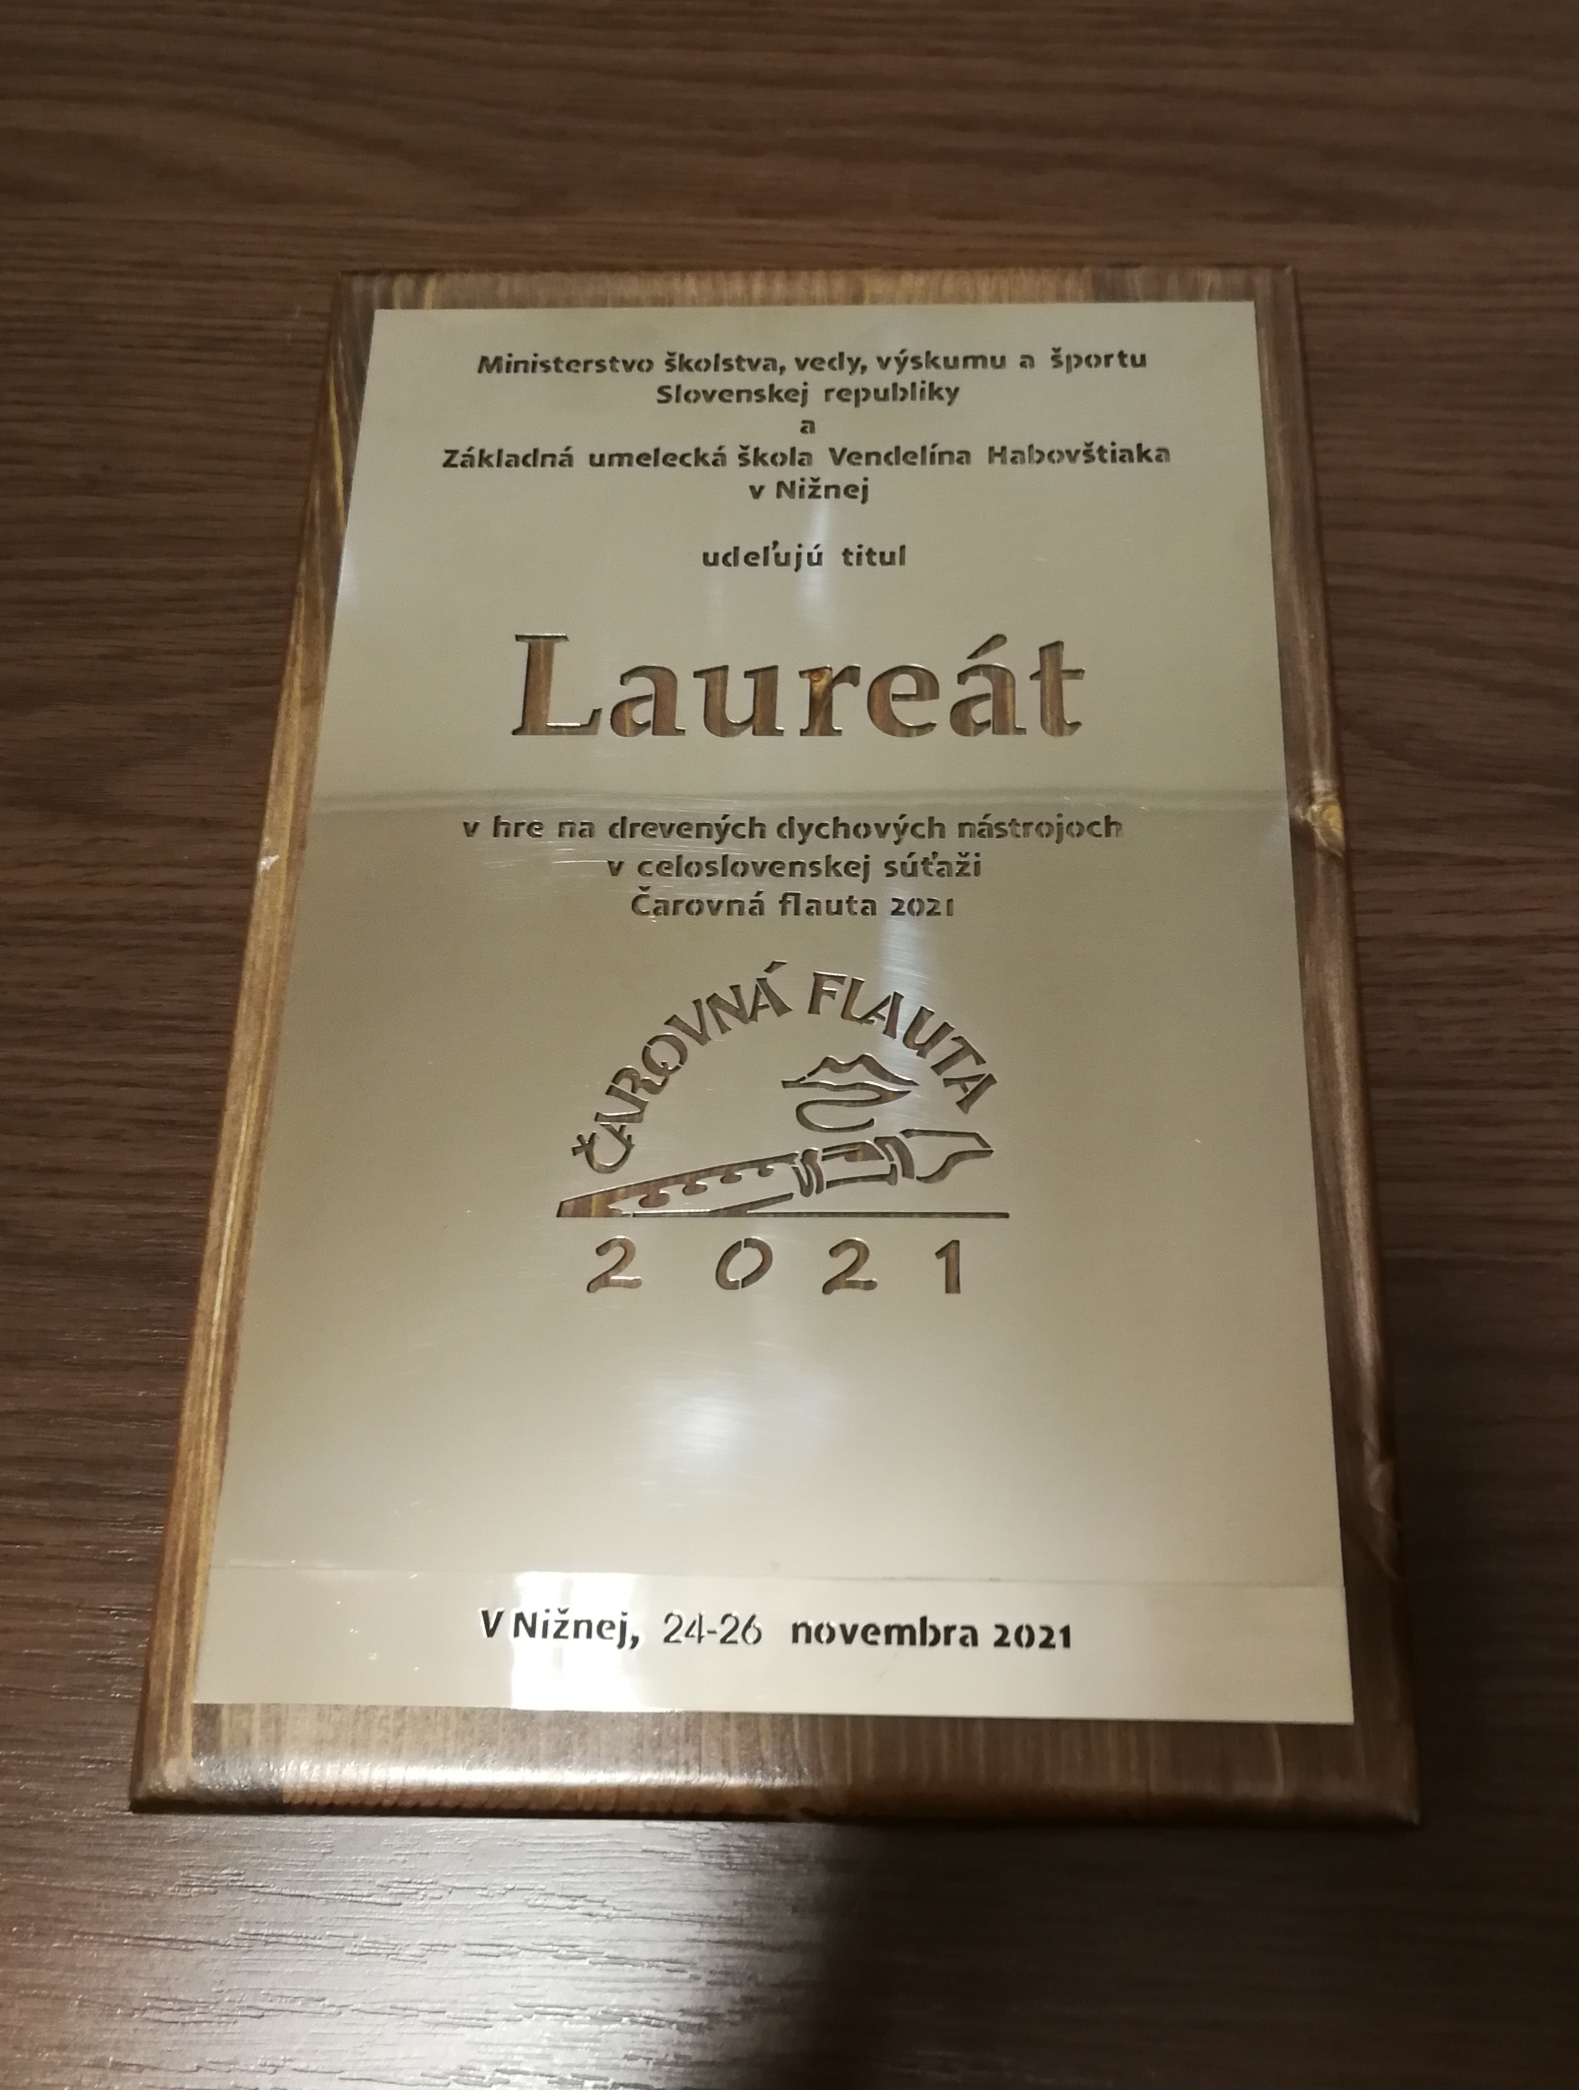 Ministerstvo školstva, vedy, výskumu a športu
Slovenskej republiky
a
Základná umelecká škola Vendelína Habovštiaka
v Nižnej
udeľujú titul
Laureát
v hre na drevených dychových nástrojoch
v celoslovenskej súťaži
Čarovná flauta 2021
ČAROVNÁ FLAUTA
2021
V Nižnej, 24-26 novembra 2021